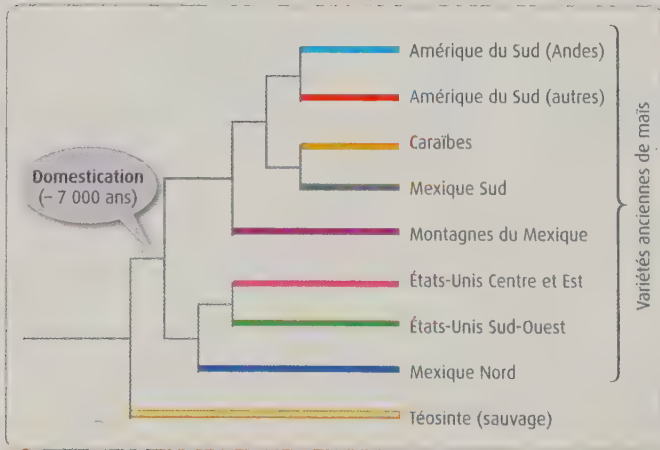 Amérique du Sud (Andes)
Amérique du Sud (autres)
Caraïbes
Mexique Sud
Montagnes du Mexique
États-Unis Centre et Est
États-Unis Sud-Ouest
Mexique Nord
Téosinte (sauvage)
Domestication
(– 7 000 ans)
Variétés anciennes de maïs